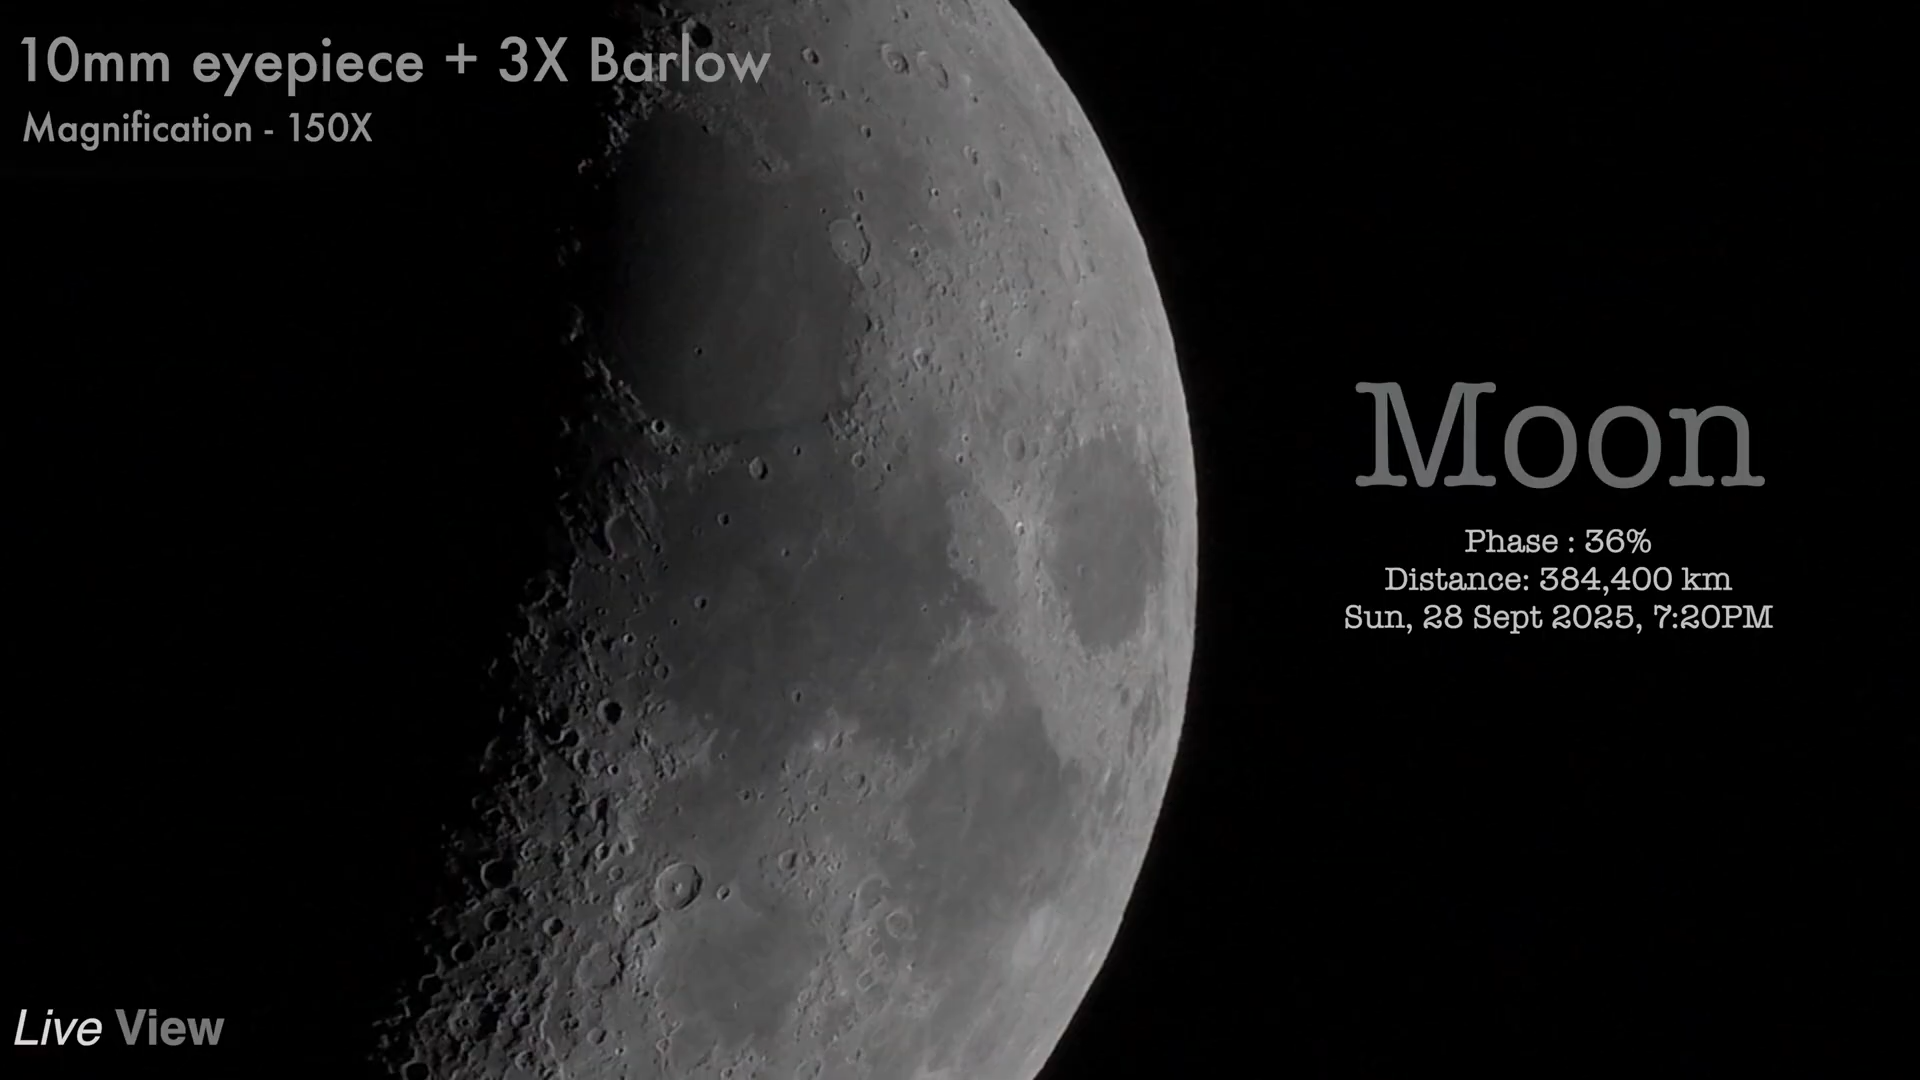 10mm eyepiece + 3X Barlow
Magnification - 150X
Moon
Phase : 36%
Distance: 384,400 km
Sun, 28 Sept 2025, 7:20PM
Live View